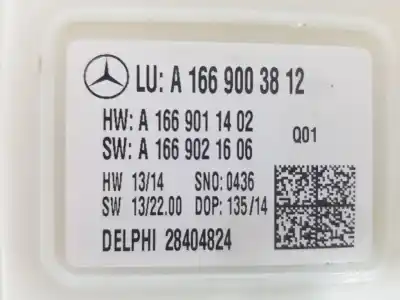 LU: A 166 900 38 12
HW: A 166 901 14 02
SW: A 166 902 16 06 Q01
HW 13/14 SNO: 0436
SW 13/22.00 DOP: 135/14
DELPHI 28404824